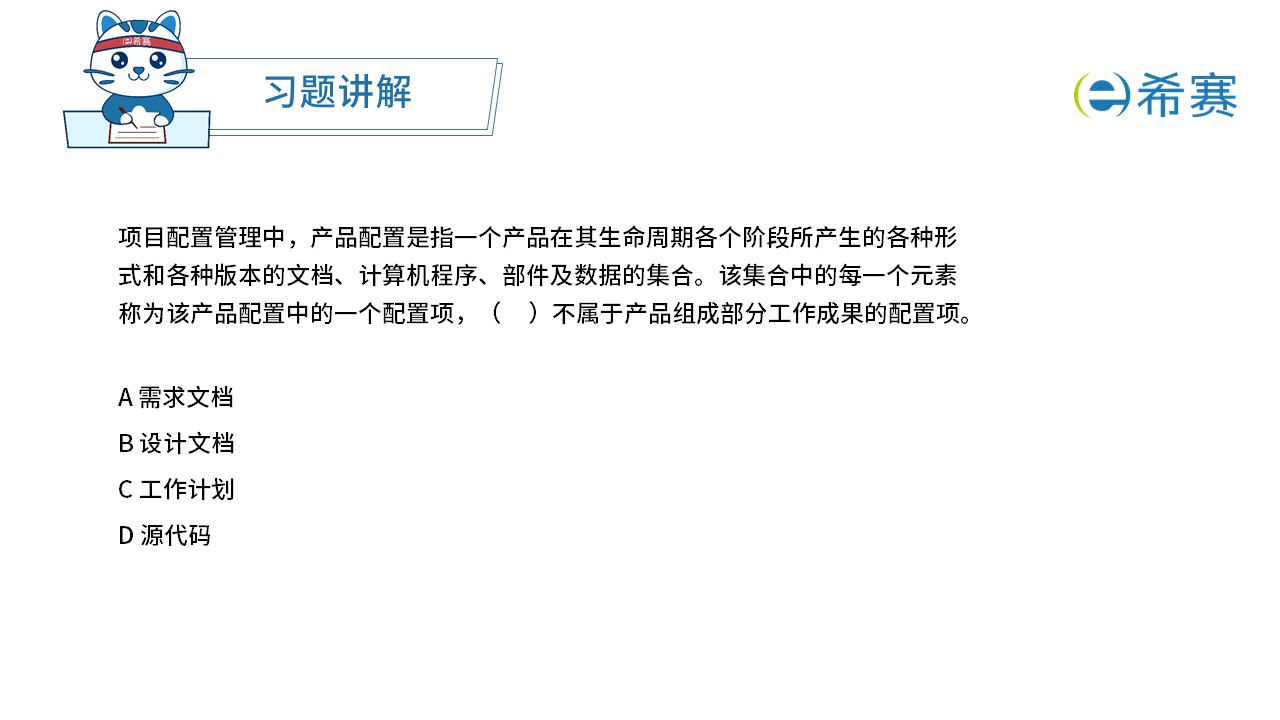 希赛
习题讲解
希赛
项目配置管理中，产品配置是指一个产品在其生命周期各个阶段所产生的各种形
式和各种版本的文档、计算机程序、部件及数据的集合。该集合中的每一个元素
称为该产品配置中的一个配置项，（ ）不属于产品组成部分工作成果的配置项。
A 需求文档
B 设计文档
C 工作计划
D 源代码